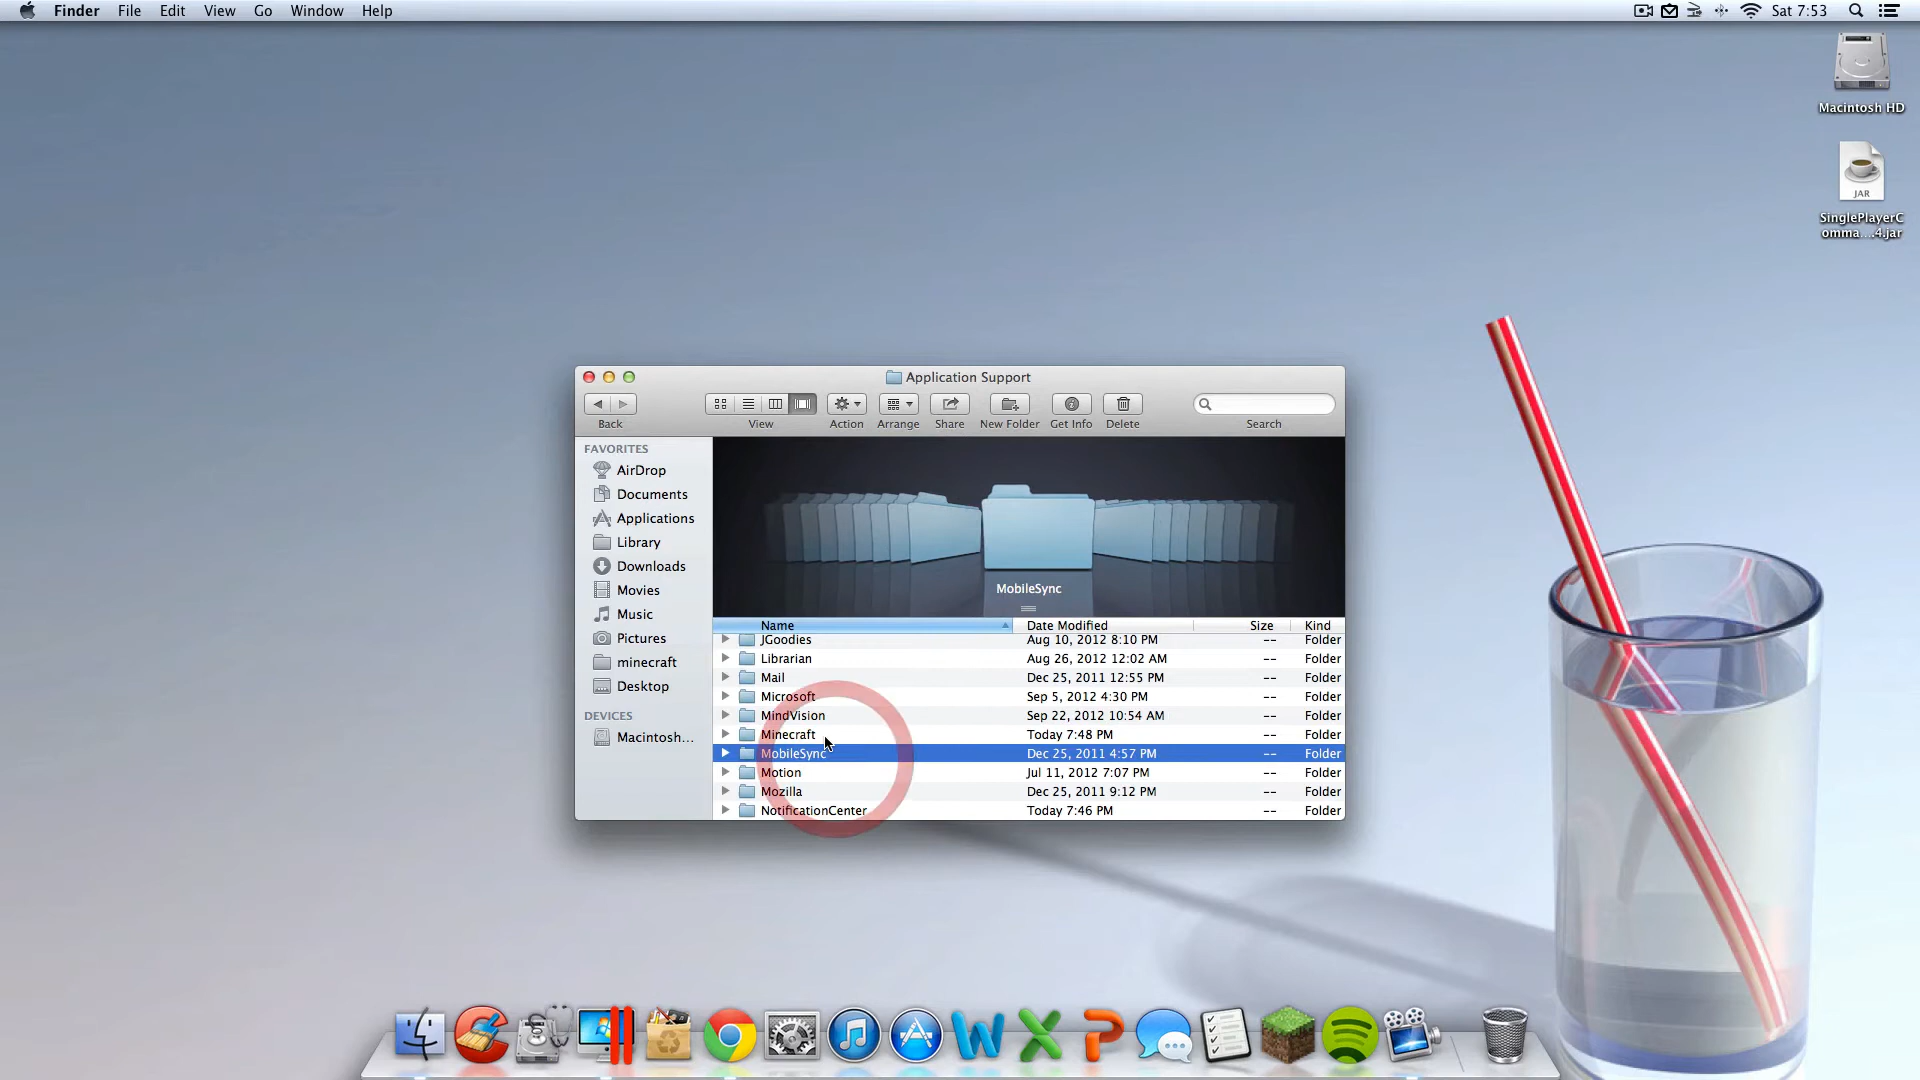 Finder File Edit View Go Window Help Sat 7:53
Macintosh HD
JAR
SinglePlayerC
omma....4.jar
Application Support
Back View Action Arrange Share New Folder Get Info Delete Search
FAVORITES
AirDrop
Documents
Applications
Library
Downloads
Movies
Music
Pictures
minecraft
Desktop
DEVICES
Macintosh...
MobileSync
Name Date Modified Size Kind
JGoodies Aug 10, 2012 8:10 PM -- Folder
Librarian Aug 26, 2012 12:02 AM -- Folder
Mail Dec 25, 2011 12:55 PM -- Folder
Microsoft Sep 5, 2012 4:30 PM -- Folder
MindVision Sep 22, 2012 10:54 AM -- Folder
Minecraft Today 7:48 PM -- Folder
MobileSync Dec 25, 2011 4:57 PM -- Folder
Motion Jul 11, 2012 7:07 PM -- Folder
Mozilla Dec 25, 2011 9:12 PM -- Folder
NotificationCenter Today 7:46 PM -- Folder